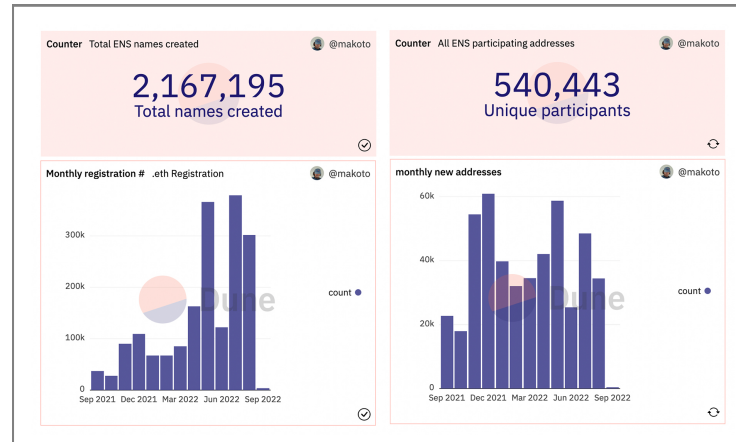 Counter Total ENS names created @makoto
2,167,195
Total names created
Counter All ENS participating addresses @makoto
540,443
Unique participants
Monthly registration # .eth Registration @makoto
300k
200k
100k
0
Sep 2021 Dec 2021 Mar 2022 Jun 2022 Sep 2022
count
Dune
monthly new addresses @makoto
60k
40k
20k
0
Sep 2021 Dec 2021 Mar 2022 Jun 2022 Sep 2022
count
Dune